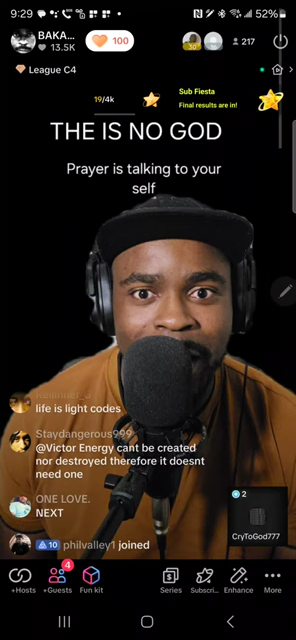 9:29
52%
BAKA...
13.5K
100
30
217
League C4
19/4k
Sub Fiesta
Final results are in!
THE IS NO GOD
Prayer is talking to your
self
life is light codes
Staydangerous999
@Victor Energy cant be created
nor destroyed therefore it doesnt
need one
ONE LOVE.
NEXT
2
CryToGod777
10 philvalley1 joined
4
+Hosts
+Guests
Fun kit
Series
Subscri...
Enhance
More